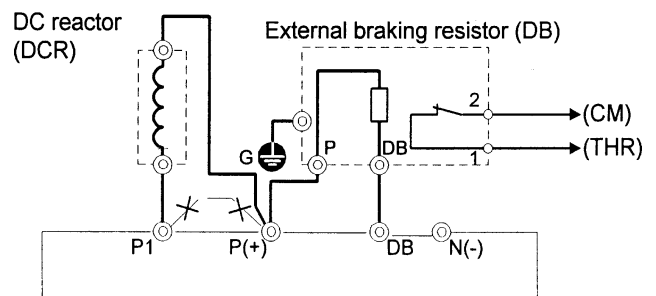 DC reactor
(DCR)
External braking resistor (DB)
2
(CM)
G
P
DB
1
(THR)
P1
P(+)
DB
N(-)